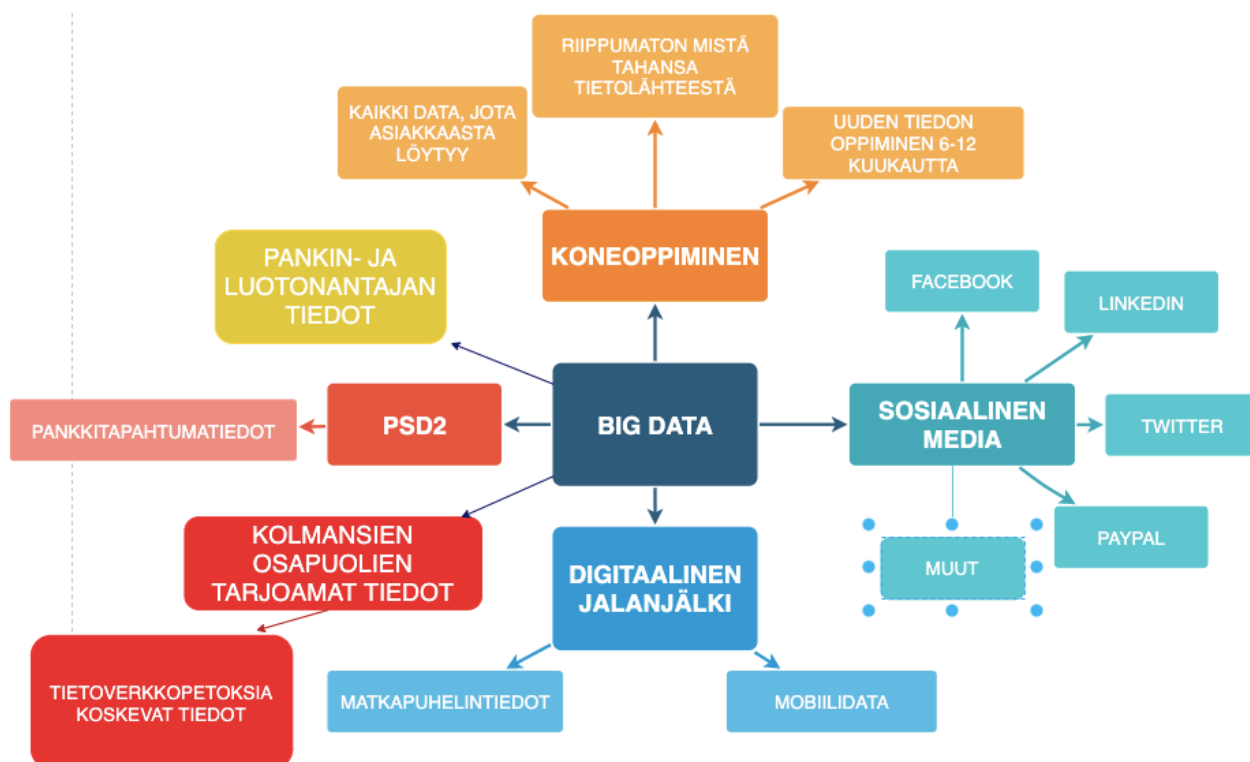 RIIPPUMATON MISTÄ
TAHANSA
TIETOLÄHTEESTÄ
KAIKKI DATA, JOTA
ASIAKKAASTA
LÖYTYY
UUDEN TIEDON
OPPIMINEN 6-12
KUUKAUTTA
KONEOPPIMINEN
PANKIN- JA
LUOTONANTAJAN
TIEDOT
FACEBOOK
LINKEDIN
PANKKITAPAHTUMATIEDOT
PSD2
BIG DATA
SOSIAALINEN
MEDIA
TWITTER
KOLMANSIEN
OSAPUOLIEN
TARJOAMAT TIEDOT
DIGITAALINEN
JALANJÄLKI
MUUT
PAYPAL
TIETOVERKKOPETOKSIA
KOSKEVAT TIEDOT
MATKAPUHELINTIEDOT
MOBIILIDATA